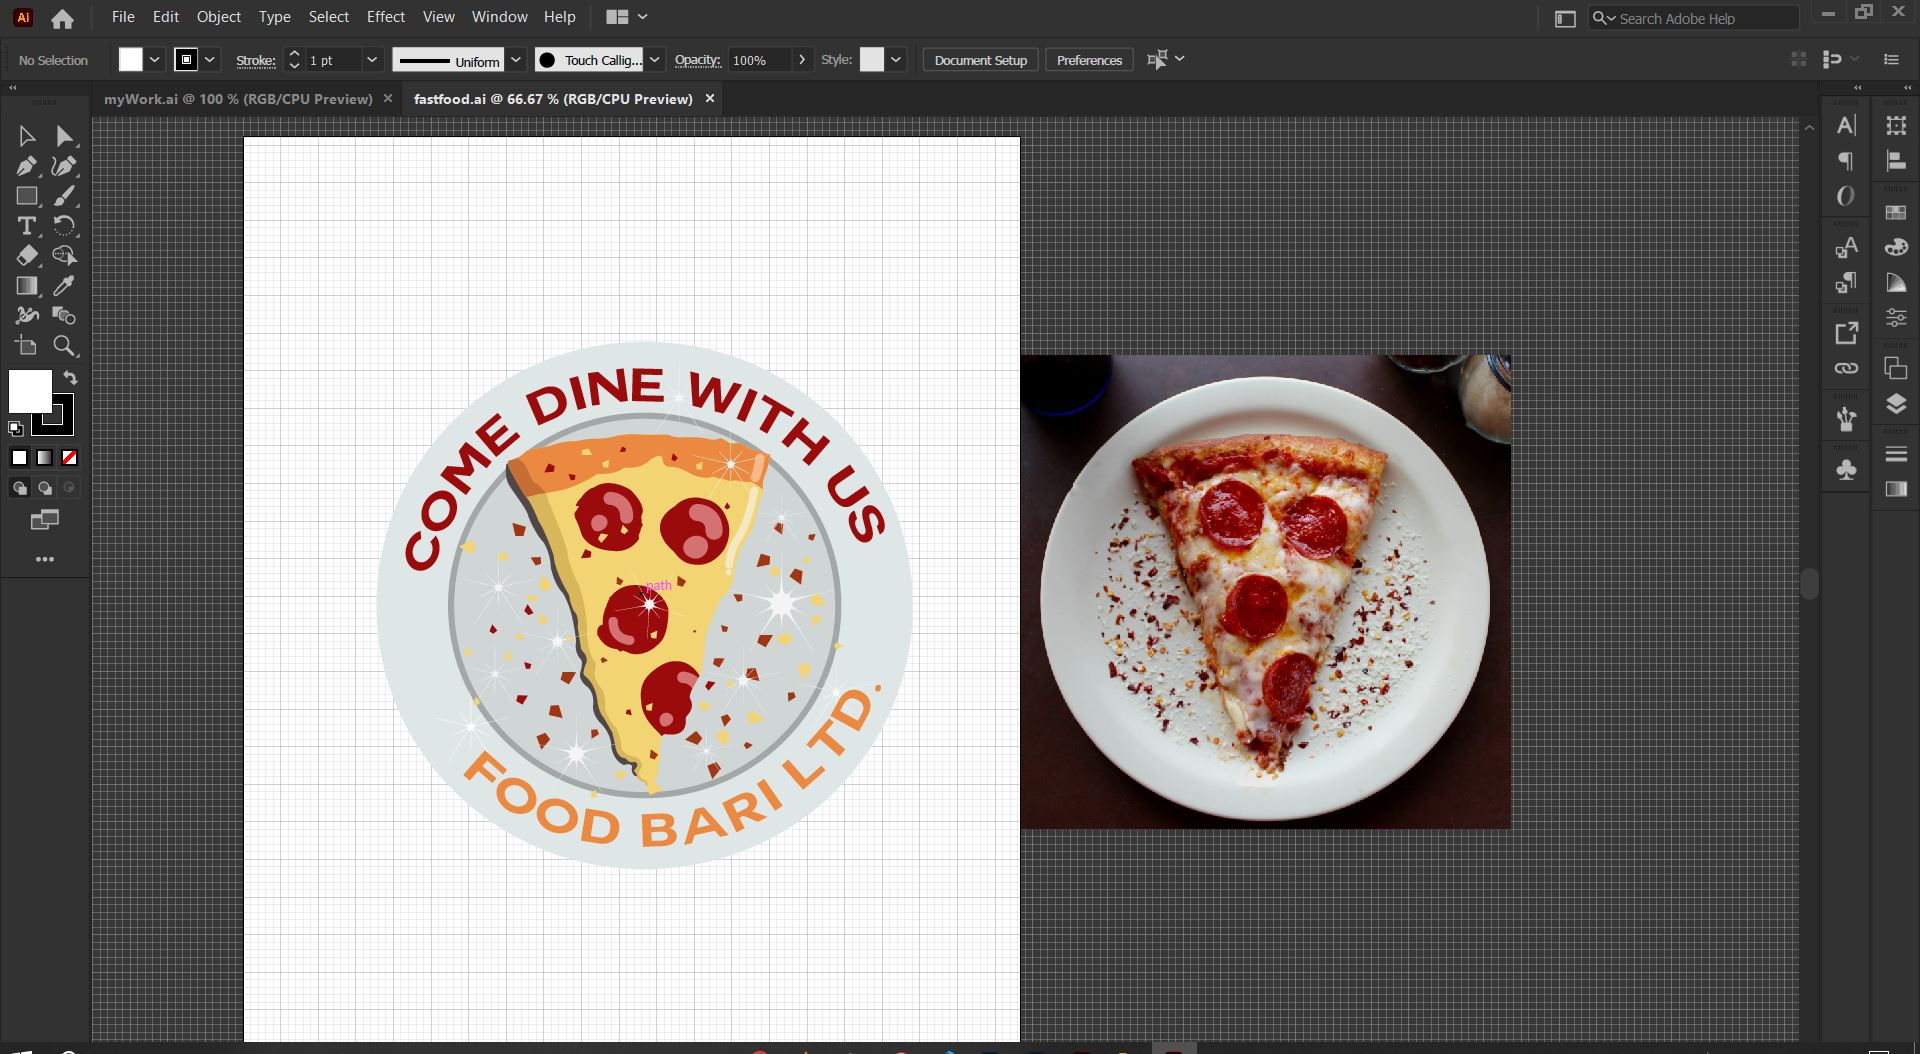 Ai File Edit Object Type Select Effect View Window Help Search Adobe Help
No Selection Stroke: 1 pt Uniform Touch Callig... Opacity: 100% Style: Document Setup Preferences
myWork.ai @ 100 % (RGB/CPU Preview) fastfood.ai @ 66.67 % (RGB/CPU Preview)
COME DINE WITH US
path
FOOD BARI LTD.